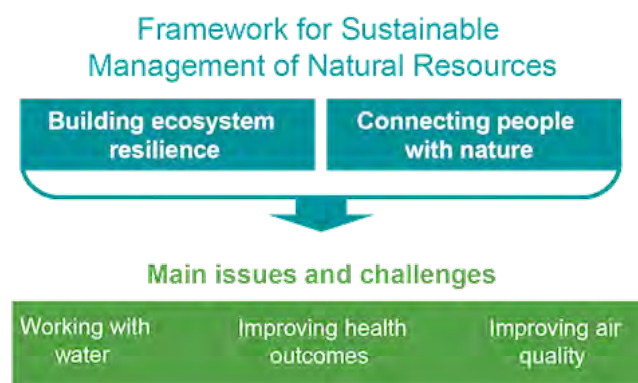 Framework for Sustainable
Management of Natural Resources
Building ecosystem
resilience
Connecting people
with nature
Main issues and challenges
Working with
water
Improving health
outcomes
Improving air
quality